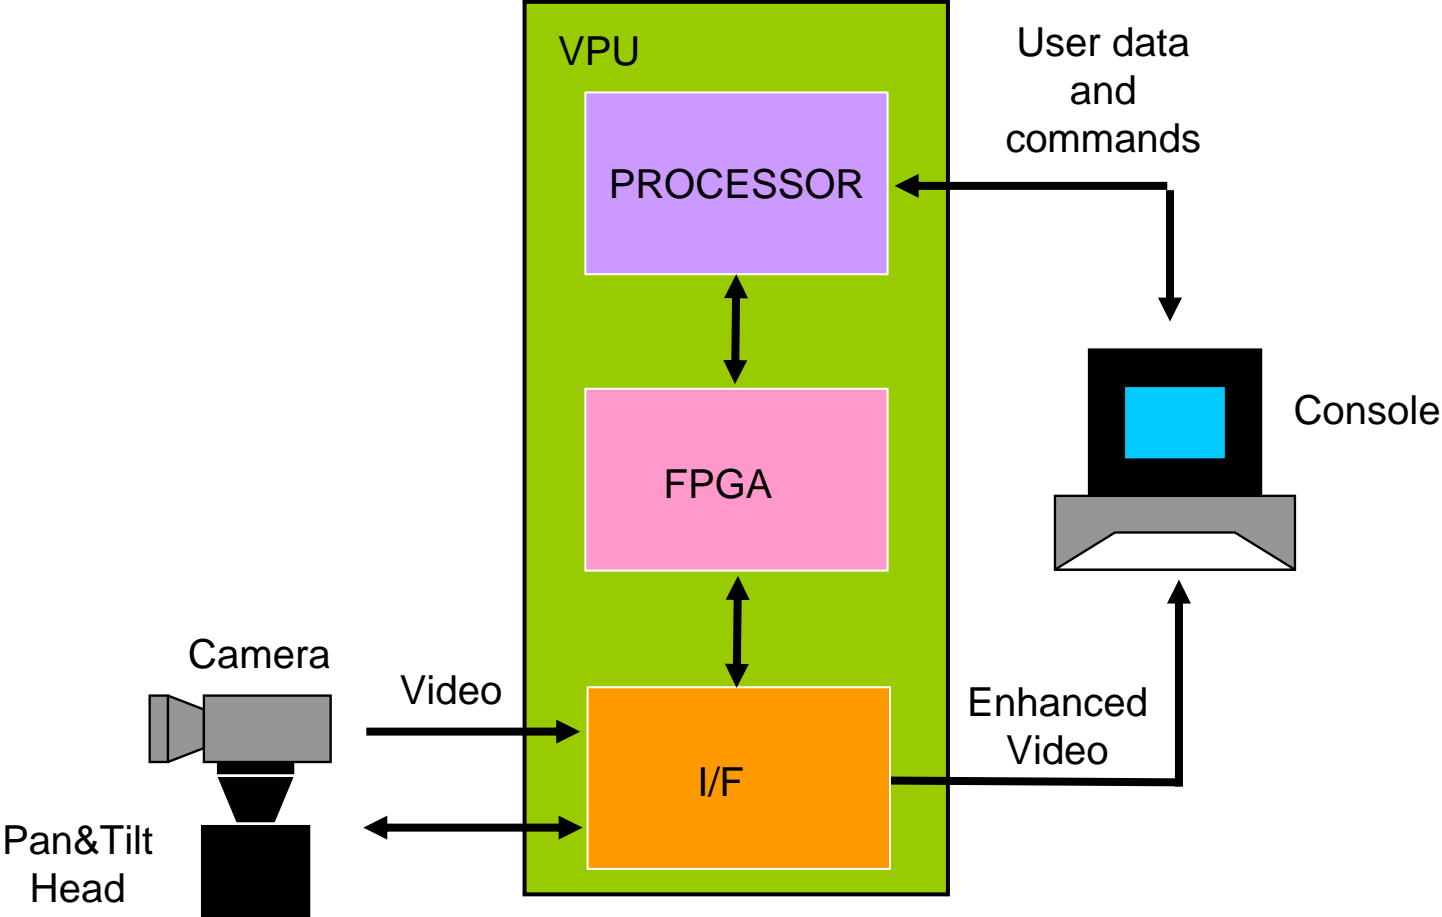 VPU
User data
and
commands
PROCESSOR
Console
FPGA
Camera
Video
Enhanced
Video
I/F
Pan&Tilt
Head